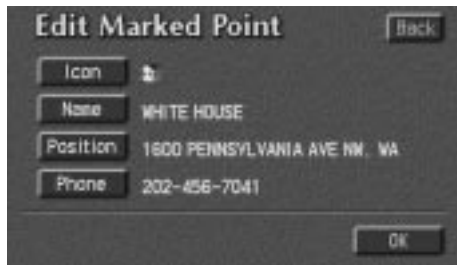 Edit Marked Point Back
Icon
Name WHITE HOUSE
Position 1600 PENNSYLVANIA AVE NW, WA
Phone 202-456-7041
OK